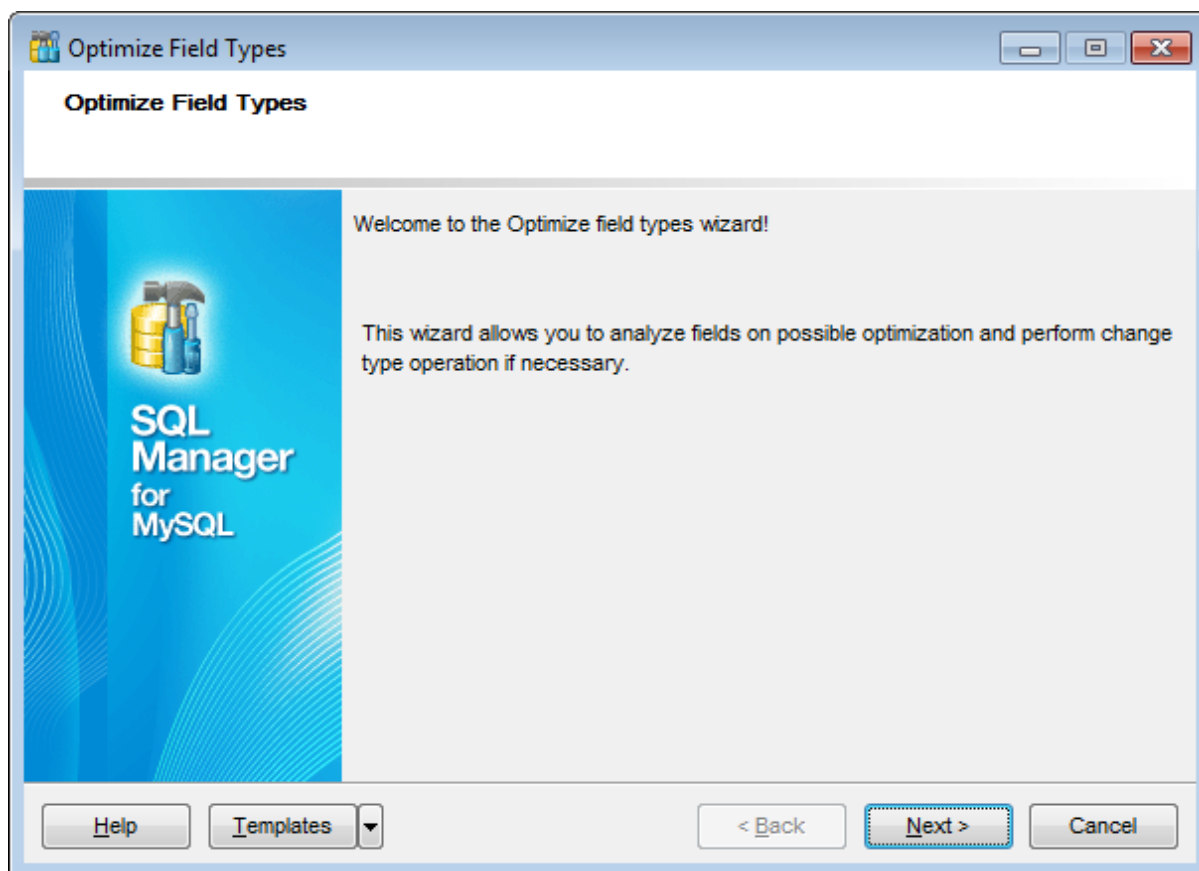 Optimize Field Types
Optimize Field Types
Welcome to the Optimize field types wizard!
This wizard allows you to analyze fields on possible optimization and perform change
type operation if necessary.
SQL
Manager
for
MySQL
Help
Templates
< Back
Next >
Cancel